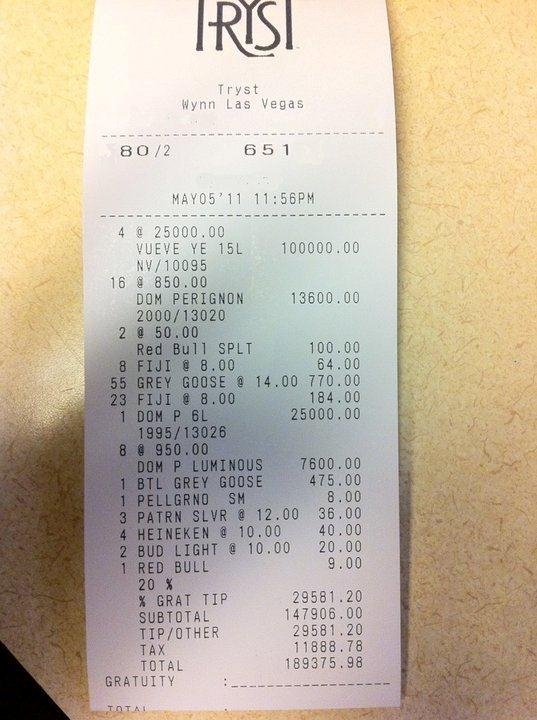 TRYST
Tryst
Wynn Las Vegas
80/2 651
MAY05'11 11:56PM
4 @ 25000.00
VUEVE YE 15L 100000.00
NV/10095
16 @ 850.00
DOM PERIGNON 13600.00
2000/13020
2 @ 50.00
Red Bull SPLT 100.00
8 FIJI @ 8.00 64.00
55 GREY GOOSE @ 14.00 770.00
23 FIJI @ 8.00 184.00
1 DOM P 6L 25000.00
1995/13026
8 @ 950.00
DOM P LUMINOUS 7600.00
1 BTL GREY GOOSE 475.00
1 PELLGRNO SM 8.00
3 PATRN SLVR @ 12.00 36.00
4 HEINEKEN @ 10.00 40.00
2 BUD LIGHT @ 10.00 20.00
1 RED BULL 9.00
20 %
% GRAT TIP 29581.20
SUBTOTAL 147906.00
TIP/OTHER 29581.20
TAX 11888.78
TOTAL 189375.98
GRATUITY :
TOTAL :